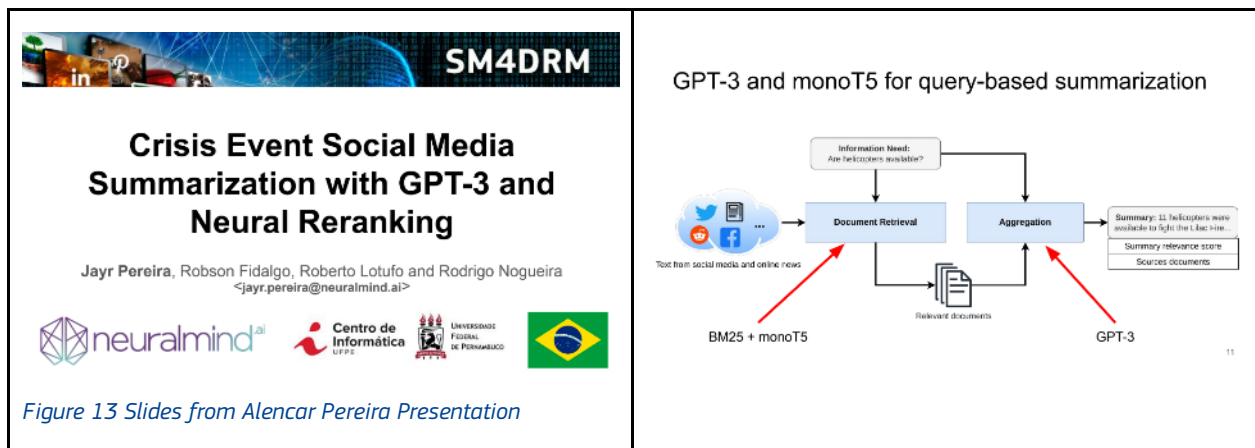 in
SM4DRM
Crisis Event Social Media
Summarization with GPT-3 and
Neural Reranking
Jayr Pereira, Robson Fidalgo, Roberto Lotufo and Rodrigo Nogueira
<jayr.pereira@neuralmind.ai>
neuralmind.ai
Centro de
Informática
UFPE
UNIVERSIDADE
FEDERAL
DE PERNAMBUCO
Figure 13 Slides from Alencar Pereira Presentation
GPT-3 and monoT5 for query-based summarization
Information Need:
Are helicopters available?
...
Text from social media and online news
Document Retrieval
Aggregation
Summary: 11 helicopters were
available to fight the Lilac Fire...
Summary relevance score
Sources documents
Relevant documents
BM25 + monoT5
GPT-3
11